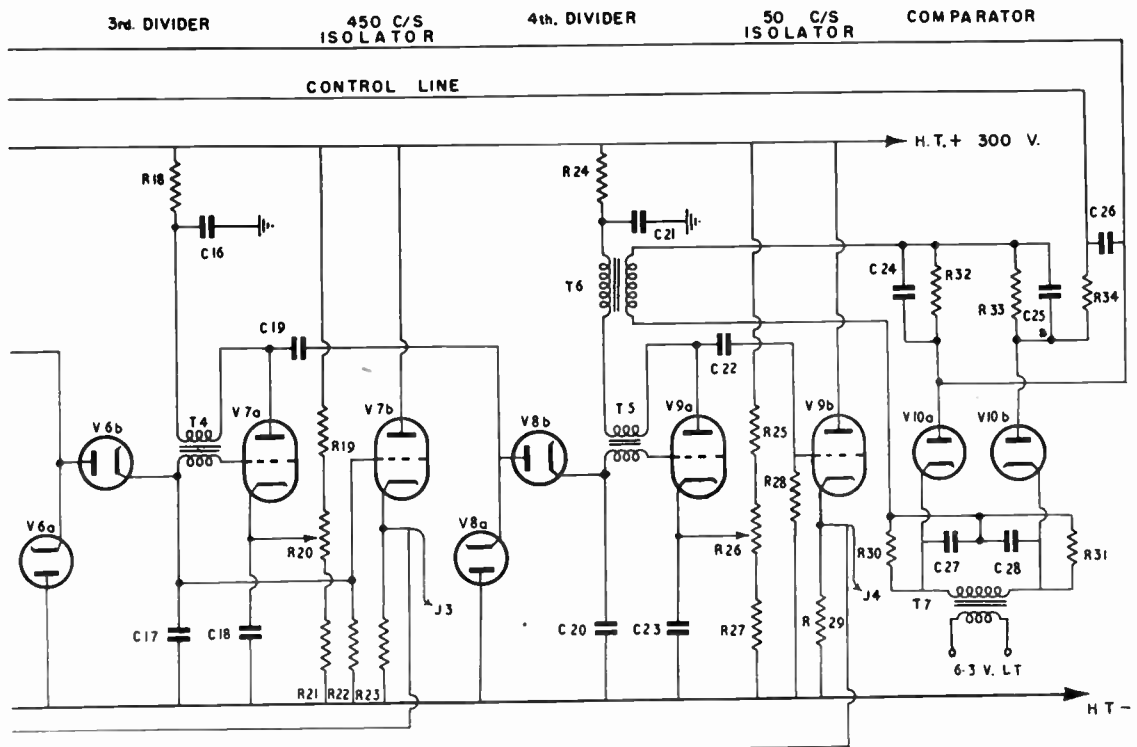 3rd. DIVIDER
450 C/S
ISOLATOR
4th. DIVIDER
50 C/S
ISOLATOR
COMPARATOR
CONTROL LINE
H.T.+ 300 V.
R18
C16
R24
C21
T6
C24
R32
R33
C25
C26
R34
C19
C22
V6b
T4
V7a
R19
V7b
V8b
T5
V9a
R25
V9b
R28
V10a
V10b
V6a
R20
V8a
R26
R30
C27
C28
R31
J3
J4
T7
C17
C18
C20
C23
R27
R 29
6·3 V. LT
R21
R22
R23
HT-